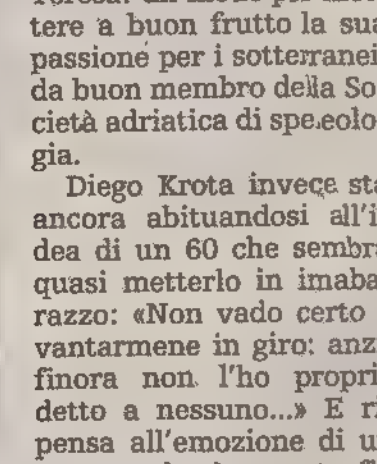 tere a buon frutto la sua
passione per i sotterranei
da buon membro della So
cietà adriatica di speleolo
gia.
Diego Krota invece sta
ancora abituandosi all'i
dea di un 60 che sembra
quasi metterlo in imaba
razzo: «Non vado certo
vantarmene in giro: anz
finora non l'ho propri
detto a nessuno...» E ri
pensa all'emozione di u